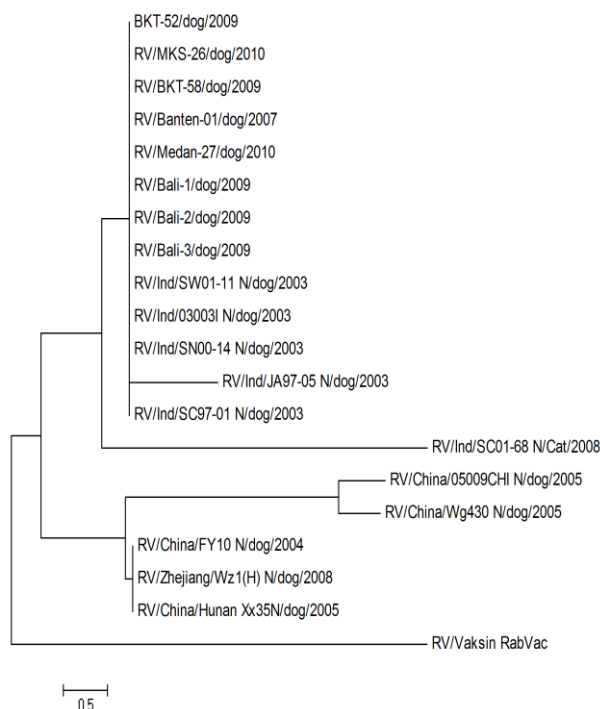 BKT-52/dog/2009
RV/MKS-26/dog/2010
RV/BKT-58/dog/2009
RV/Banten-01/dog/2007
RV/Medan-27/dog/2010
RV/Bali-1/dog/2009
RV/Bali-2/dog/2009
RV/Bali-3/dog/2009
RV/Ind/SW01-11 N/dog/2003
RV/Ind/03003I N/dog/2003
RV/Ind/SN00-14 N/dog/2003
RV/Ind/JA97-05 N/dog/2003
RV/Ind/SC97-01 N/dog/2003
RV/Ind/SC01-68 N/Cat/2008
RV/China/05009CHI N/dog/2005
RV/China/Wg430 N/dog/2005
RV/China/FY10 N/dog/2004
RV/Zhejiang/Wz1(H) N/dog/2008
RV/China/Hunan Xx35N/dog/2005
RV/Vaksin RabVac
0.5